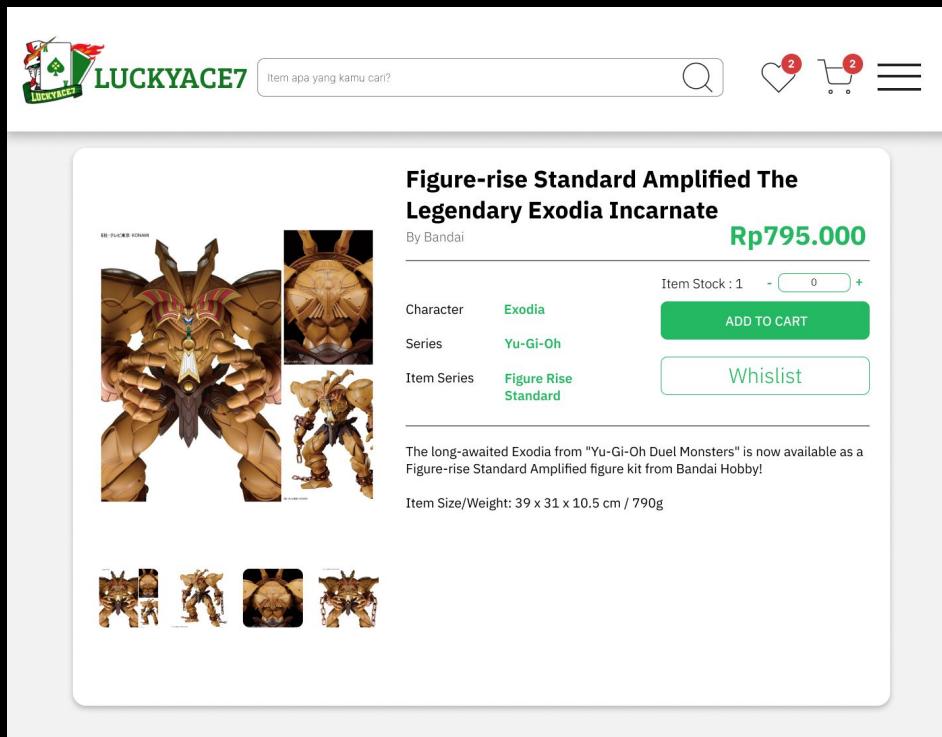 LUCKYACE7
LUCKYACE7
Item apa yang kamu cari?
2
2
Figure-rise Standard Amplified The
Legendary Exodia Incarnate
By Bandai
Rp795.000
Item Stock : 1 - 0 +
Character Exodia
ADD TO CART
Series Yu-Gi-Oh
Item Series Figure Rise
Standard
Whislist
The long-awaited Exodia from "Yu-Gi-Oh Duel Monsters" is now available as a
Figure-rise Standard Amplified figure kit from Bandai Hobby!
Item Size/Weight: 39 x 31 x 10.5 cm / 790g